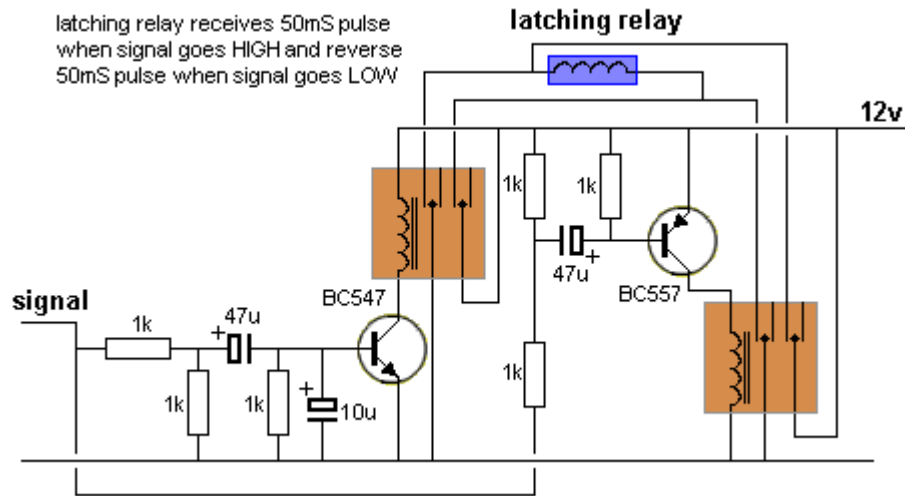 latching relay receives 50mS pulse
when signal goes HIGH and reverse
50mS pulse when signal goes LOW
latching relay
12v
1k
1k
47u
+
BC557
BC547
signal
1k
+
47u
1k
1k
+
10u
1k